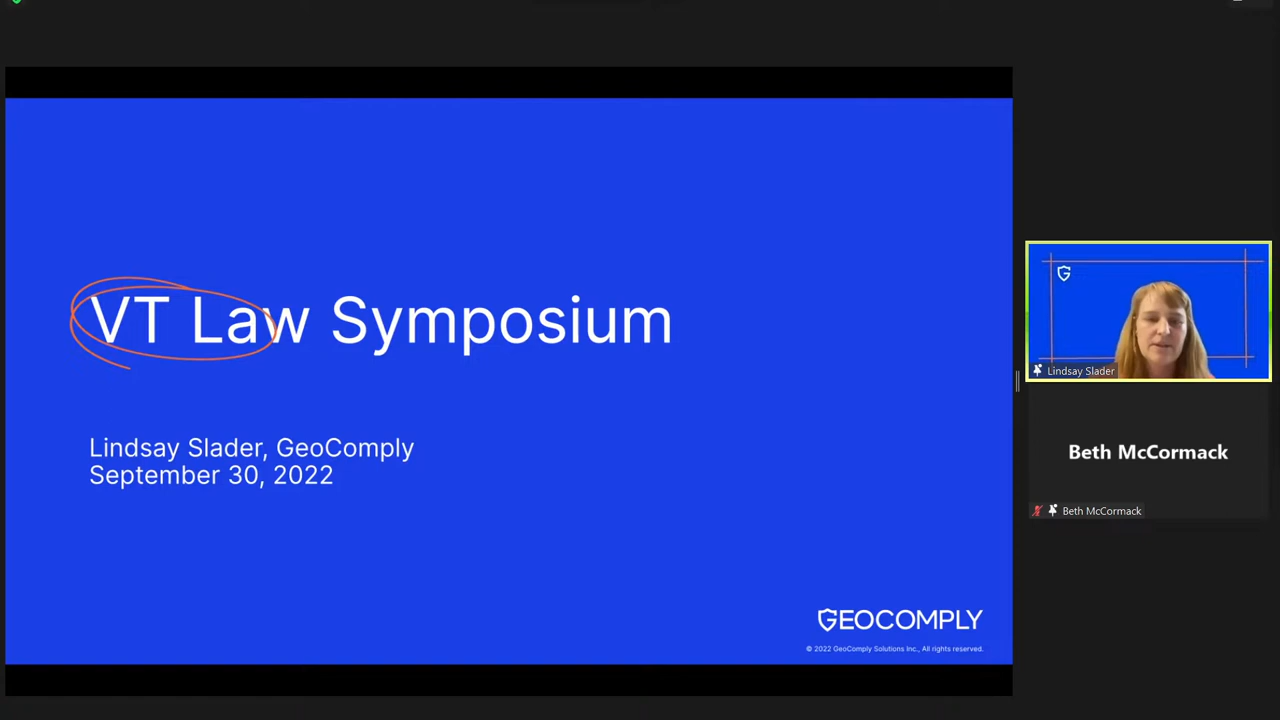 VT Law Symposium
Lindsay Slader, GeoComply
September 30, 2022
GEOCOMPLY
© 2022 GeoComply Solutions Inc., All rights reserved.
Lindsay Slader
Beth McCormack
Beth McCormack